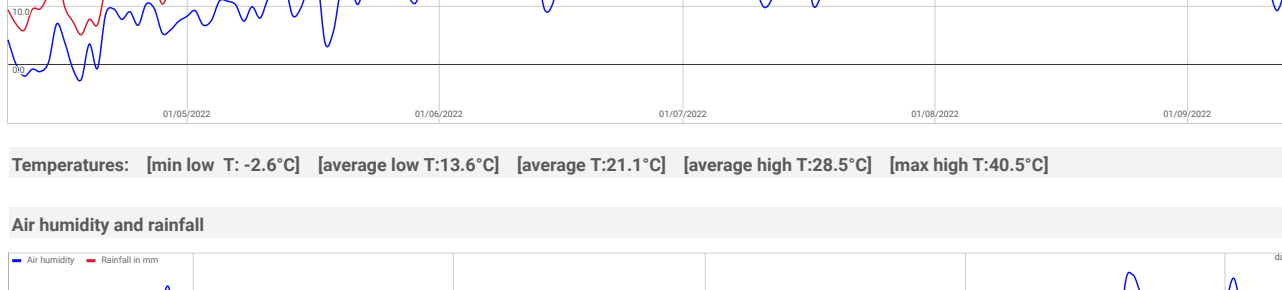 10.0
0.0
01/05/2022 01/06/2022 01/07/2022 01/08/2022 01/09/2022
Temperatures: [min low T: -2.6°C] [average low T:13.6°C] [average T:21.1°C] [average high T:28.5°C] [max high T:40.5°C]
Air humidity and rainfall
Air humidity Rainfall in mm